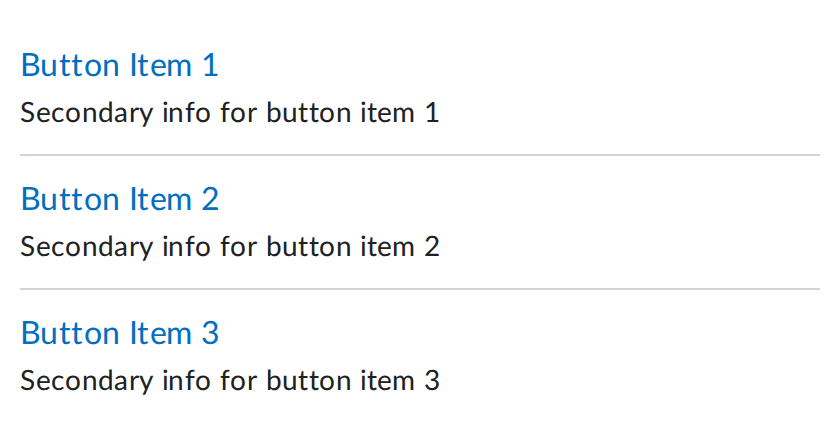 Button Item 1
Secondary info for button item 1
Button Item 2
Secondary info for button item 2
Button Item 3
Secondary info for button item 3